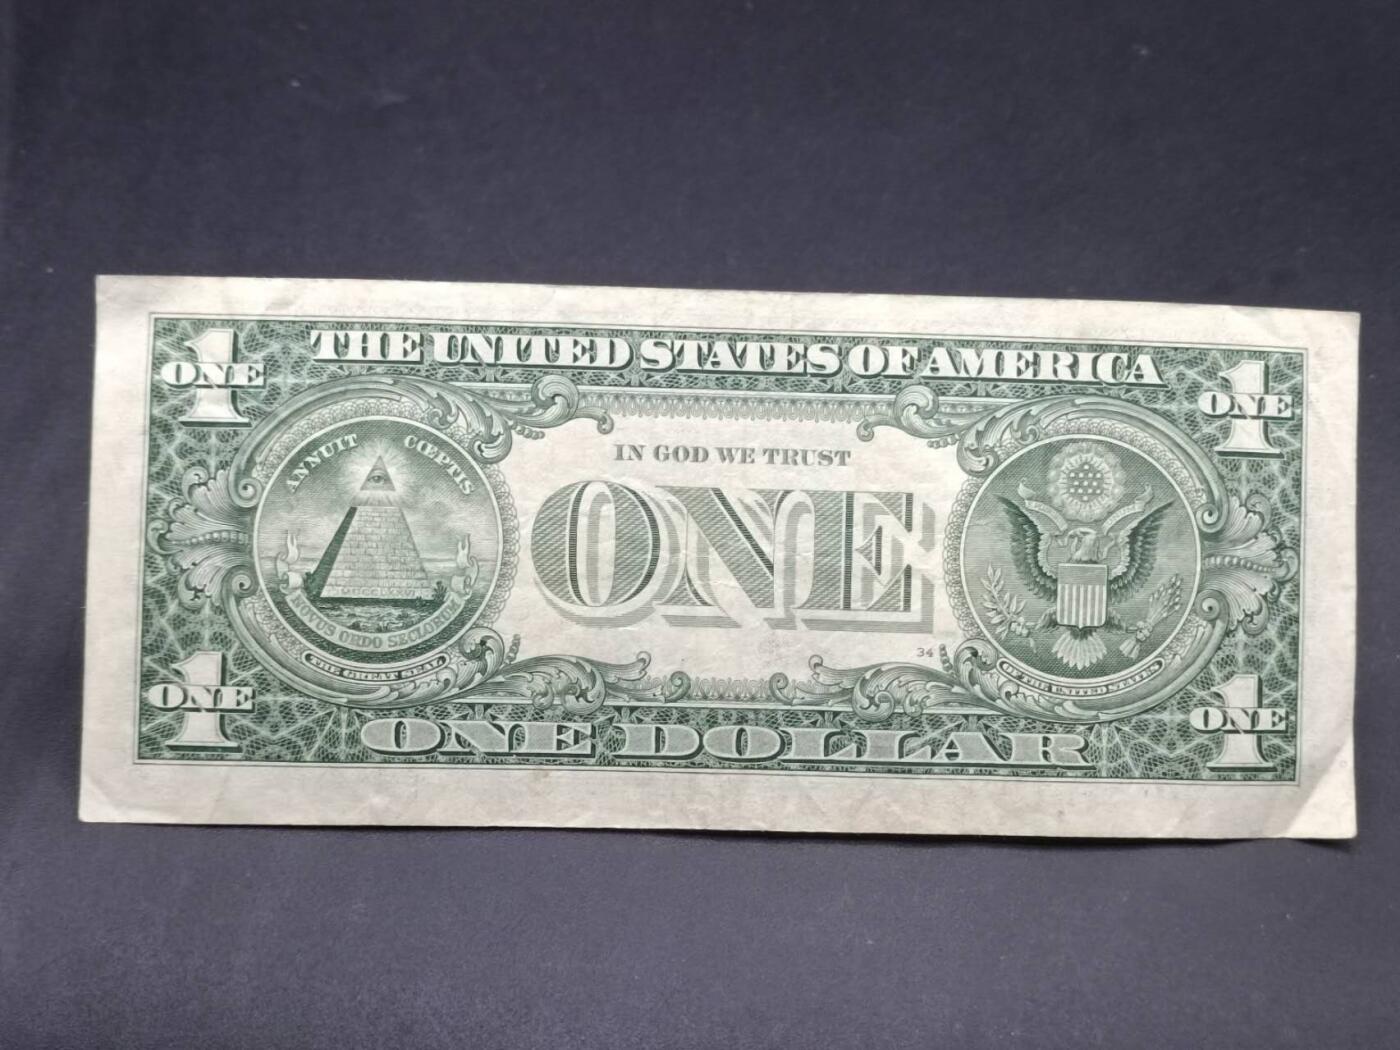 THE UNITED STATES OF AMERICA
1
ONE
1
ONE
ANNUIT CŒPTIS
IN GOD WE TRUST
ONE
MDCCLXXVI
NOVUS ORDO SECLORUM
THE GREAT SEAL
34
OF THE UNITED STATES
1
ONE
1
ONE
ONE DOLLAR